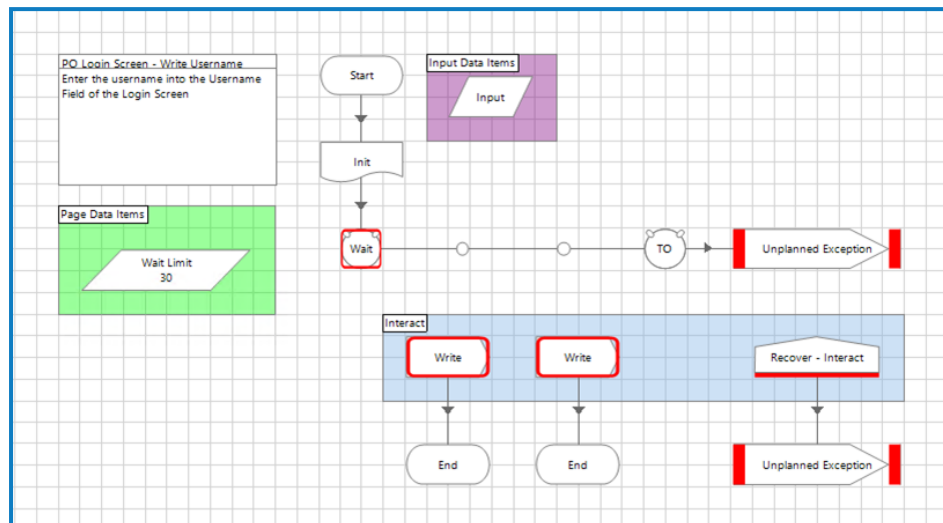 PO Login Screen - Write Username
Enter the username into the Username
Field of the Login Screen
Start
Input Data Items
Input
Init
Page Data Items
Wait Limit
30
Wait
TO
Unplanned Exception
Interact
Write
Write
Recover - Interact
End
End
Unplanned Exception